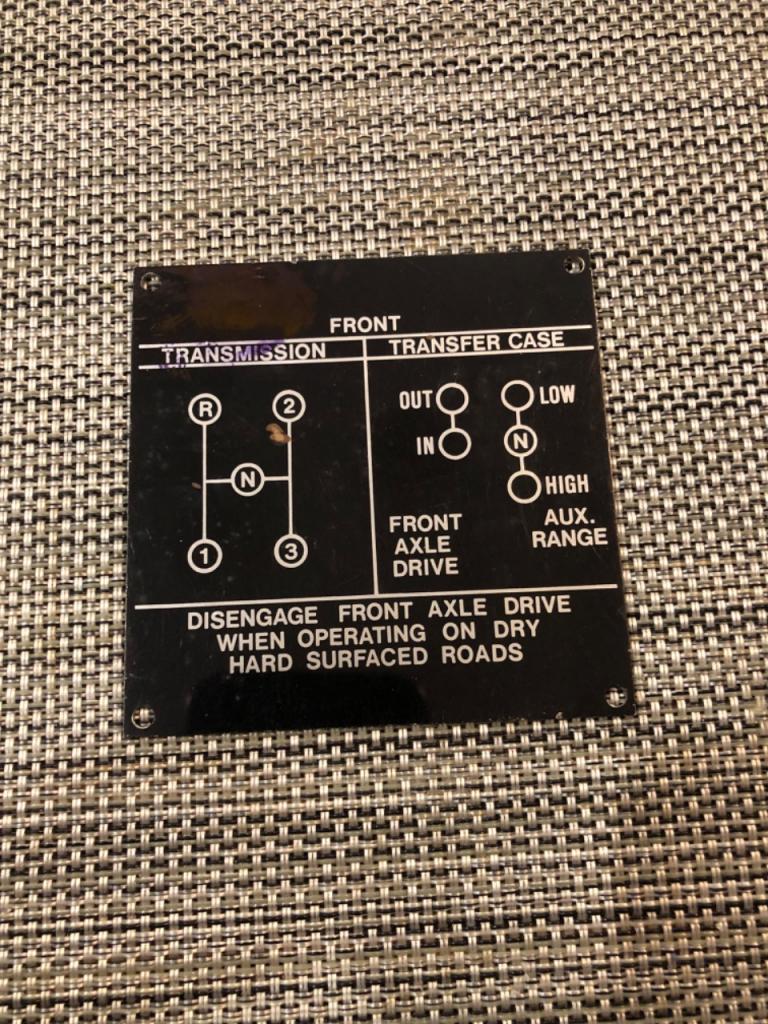 FRONT
TRANSMISSION
TRANSFER CASE
R 2
N
1 3
OUT
IN
FRONT
AXLE
DRIVE
LOW
N
HIGH
AUX.
RANGE
DISENGAGE FRONT AXLE DRIVE
WHEN OPERATING ON DRY
HARD SURFACED ROADS